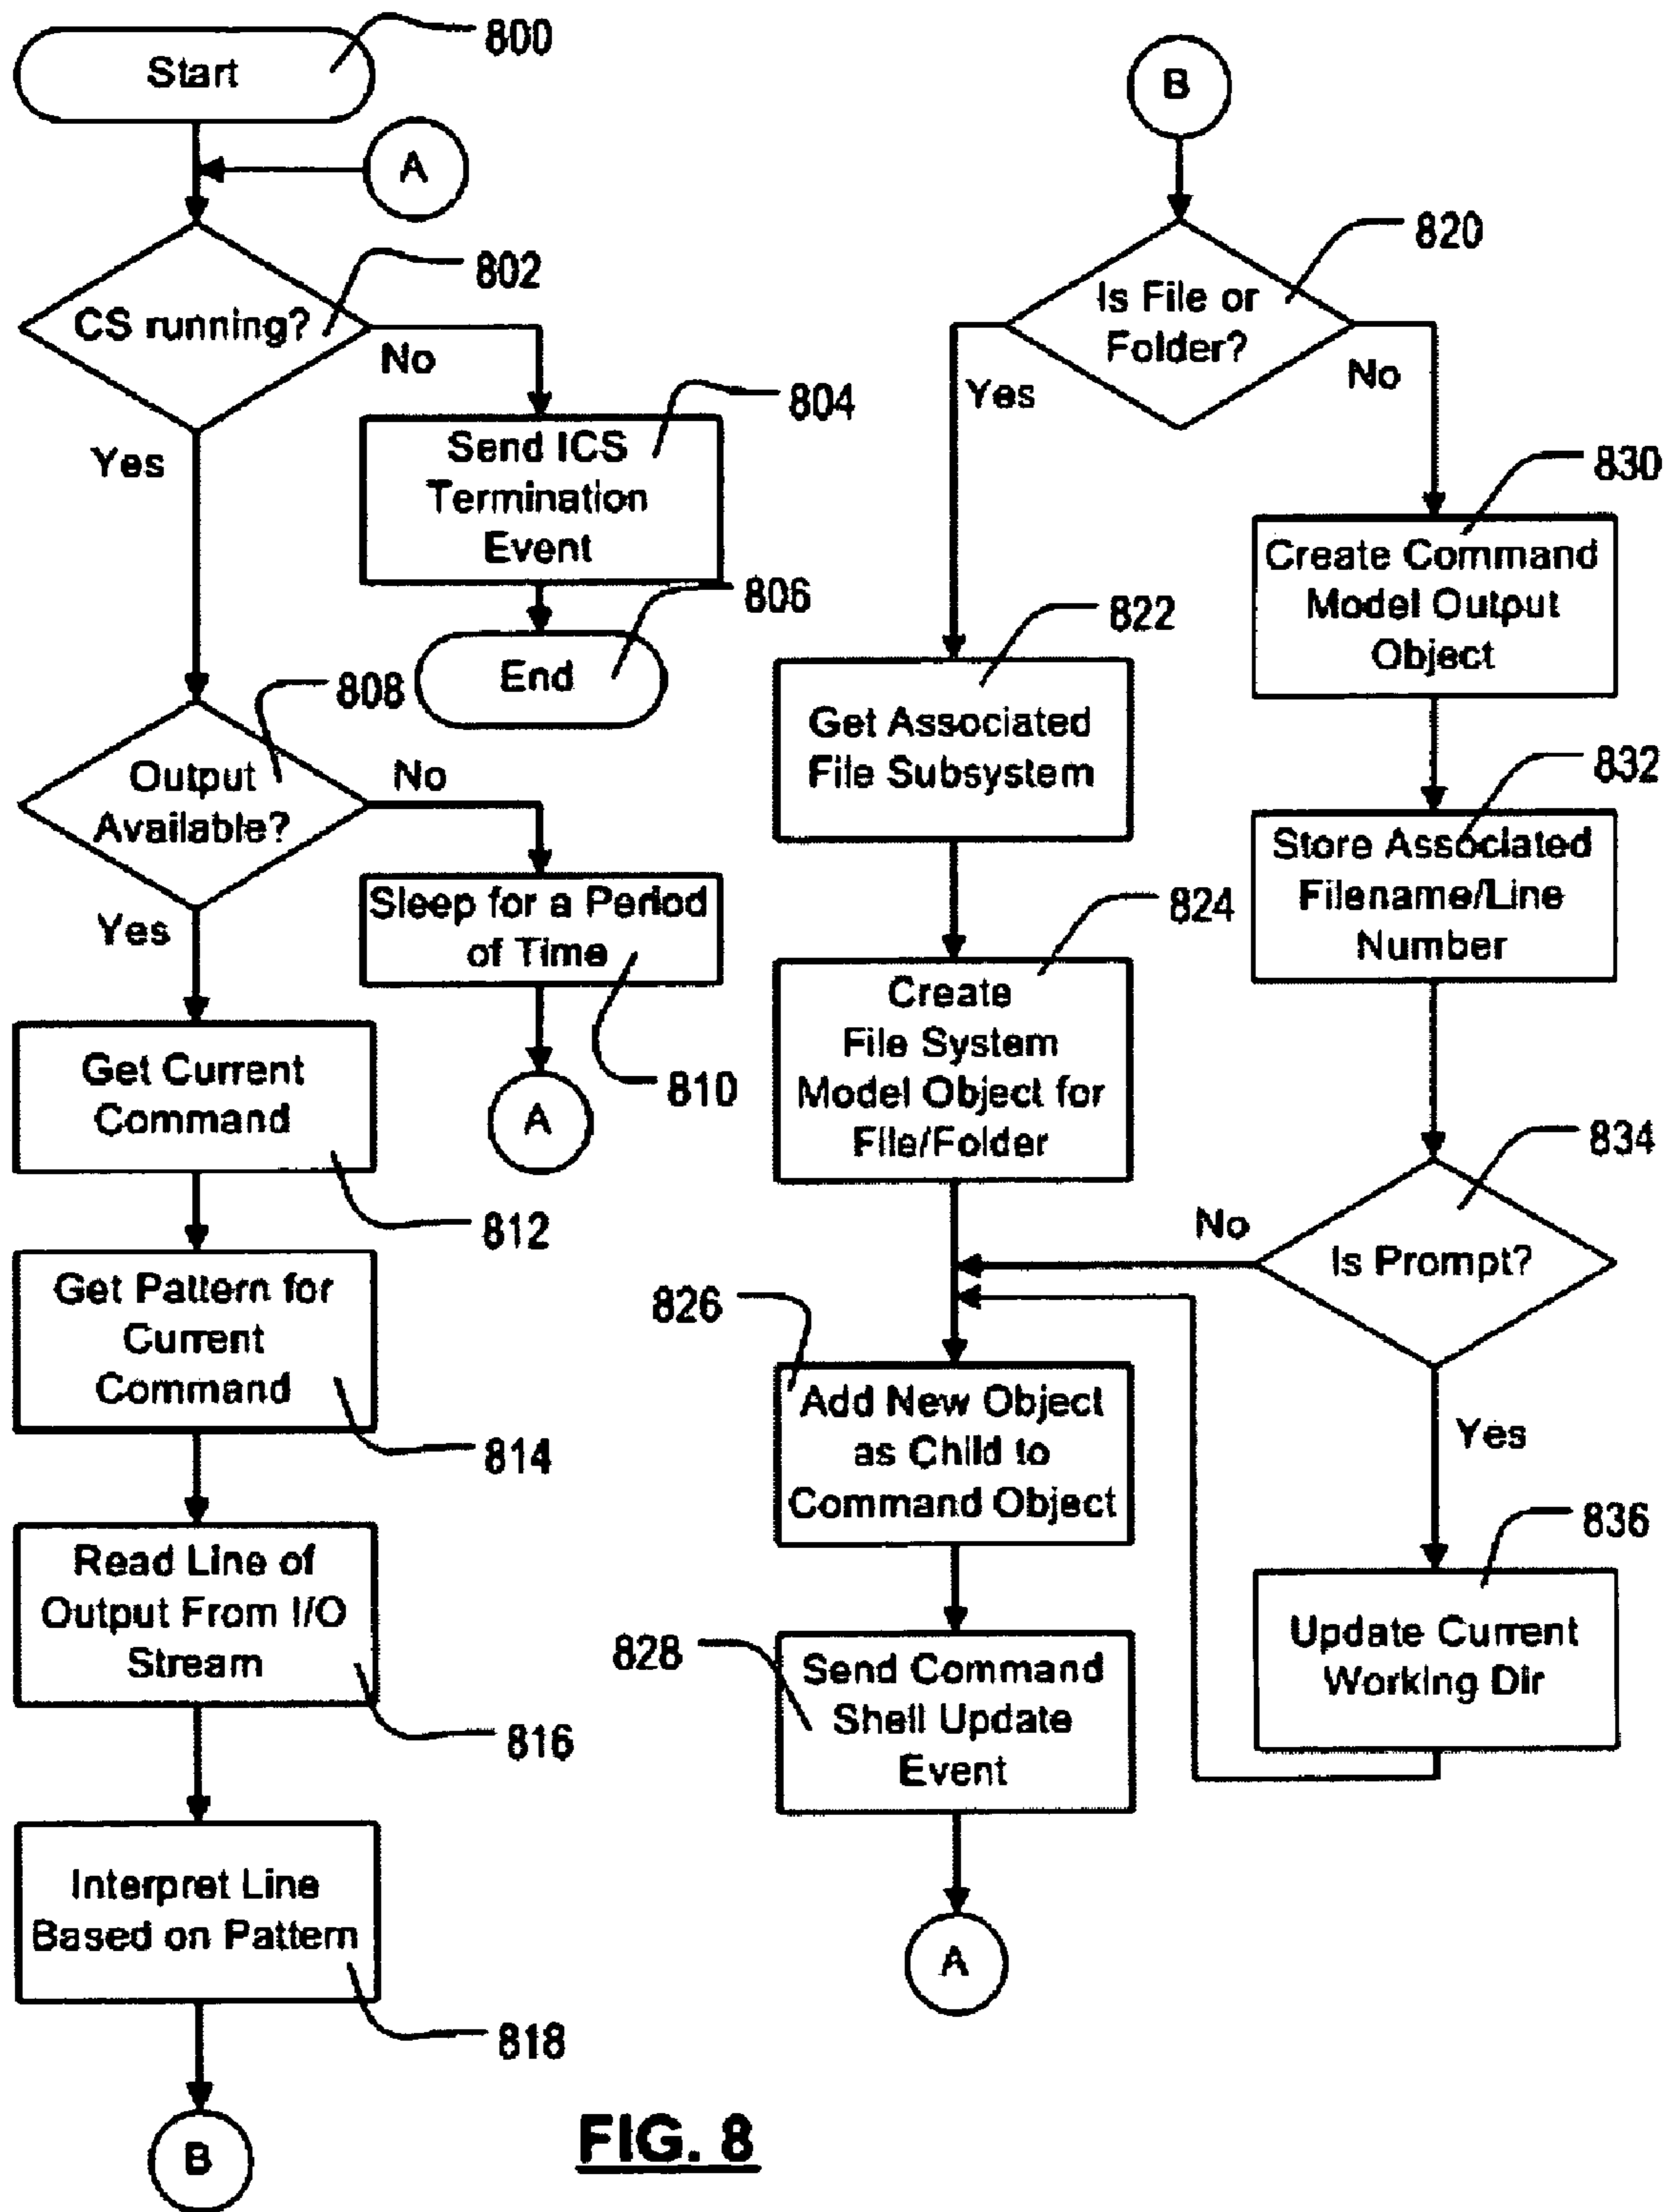 Start
800
A
CS running?
802
No
Yes
Send ICS
Termination
Event
804
End
806
Output
Available?
808
No
Yes
Sleep for a Period
of Time
810
A
Get Current
Command
812
Get Pattern for
Current
Command
814
Read Line of
Output From I/O
Stream
816
Interpret Line
Based on Pattern
818
B
B
Is File or
Folder?
820
Yes
No
Get Associated
File Subsystem
822
Create
File System
Model Object for
File/Folder
824
Create Command
Model Output
Object
830
Store Associated
Filename/Line
Number
832
Is Prompt?
834
No
Yes
Update Current
Working Dir
836
Add New Object
as Child to
Command Object
826
Send Command
Shell Update
Event
828
A
FIG. 8